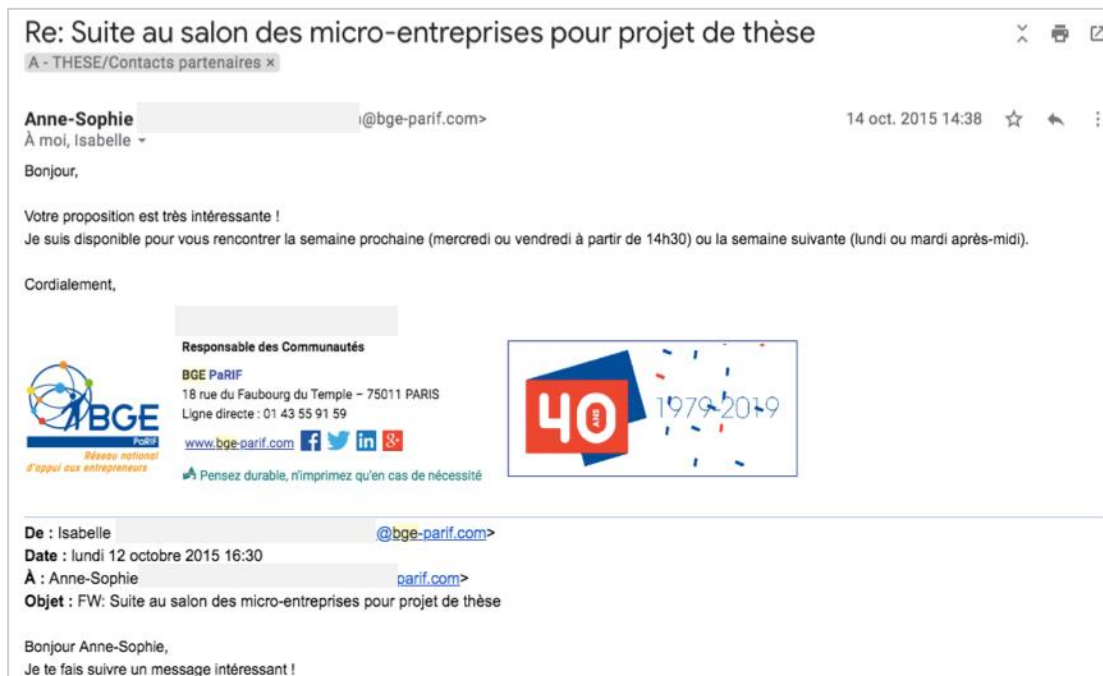 Re: Suite au salon des micro-entreprises pour projet de thèse
A - THESE/Contacts partenaires ×
Anne-Sophie @bge-parif.com>
14 oct. 2015 14:38
À moi, Isabelle
Bonjour,
Votre proposition est très intéressante !
Je suis disponible pour vous rencontrer la semaine prochaine (mercredi ou vendredi à partir de 14h30) ou la semaine suivante (lundi ou mardi après-midi).
Cordialement,
Responsable des Communautés
BGE PaRIF
18 rue du Faubourg du Temple – 75011 PARIS
Ligne directe : 01 43 55 91 59
www.bge-parif.com
Pensez durable, n'imprimez qu'en cas de nécessité
BGE
PaRIF
Réseau national
d'appui aux entrepreneurs
40 ANS
1979-2019
De : Isabelle @bge-parif.com>
Date : lundi 12 octobre 2015 16:30
À : Anne-Sophie parif.com>
Objet : FW: Suite au salon des micro-entreprises pour projet de thèse
Bonjour Anne-Sophie,
Je te fais suivre un message intéressant !